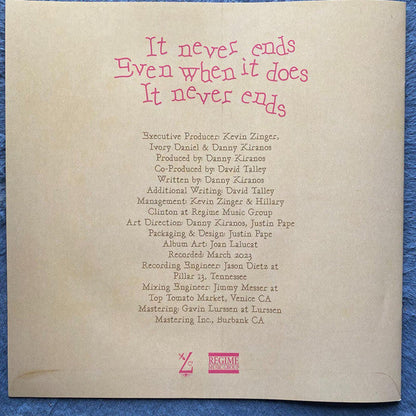 It never ends
Even when it does
It never ends
Executive Producer: Kevin Zinger,
Ivory Daniel & Danny Kiranos
Produced by: Danny Kiranos
Co-Produced by: David Talley
Written by: Danny Kiranos
Additional Writing: David Talley
Management: Kevin Zinger & Hillary
Clinton at Regime Music Group
Art Direction: Danny Kiranos, Justin Pape
Packaging & Design: Justin Pape
Album Art: Joan Lalucat
Recorded: March 2023
Recording Engineer: Jason Dietz at
Pillar 13, Tennessee
Mixing Engineer: Jimmy Messer at
Top Tomato Market, Venice CA
Mastering: Gavin Lurssen at Lurssen
Mastering Inc., Burbank CA
REGIME
MUSIC GROUP